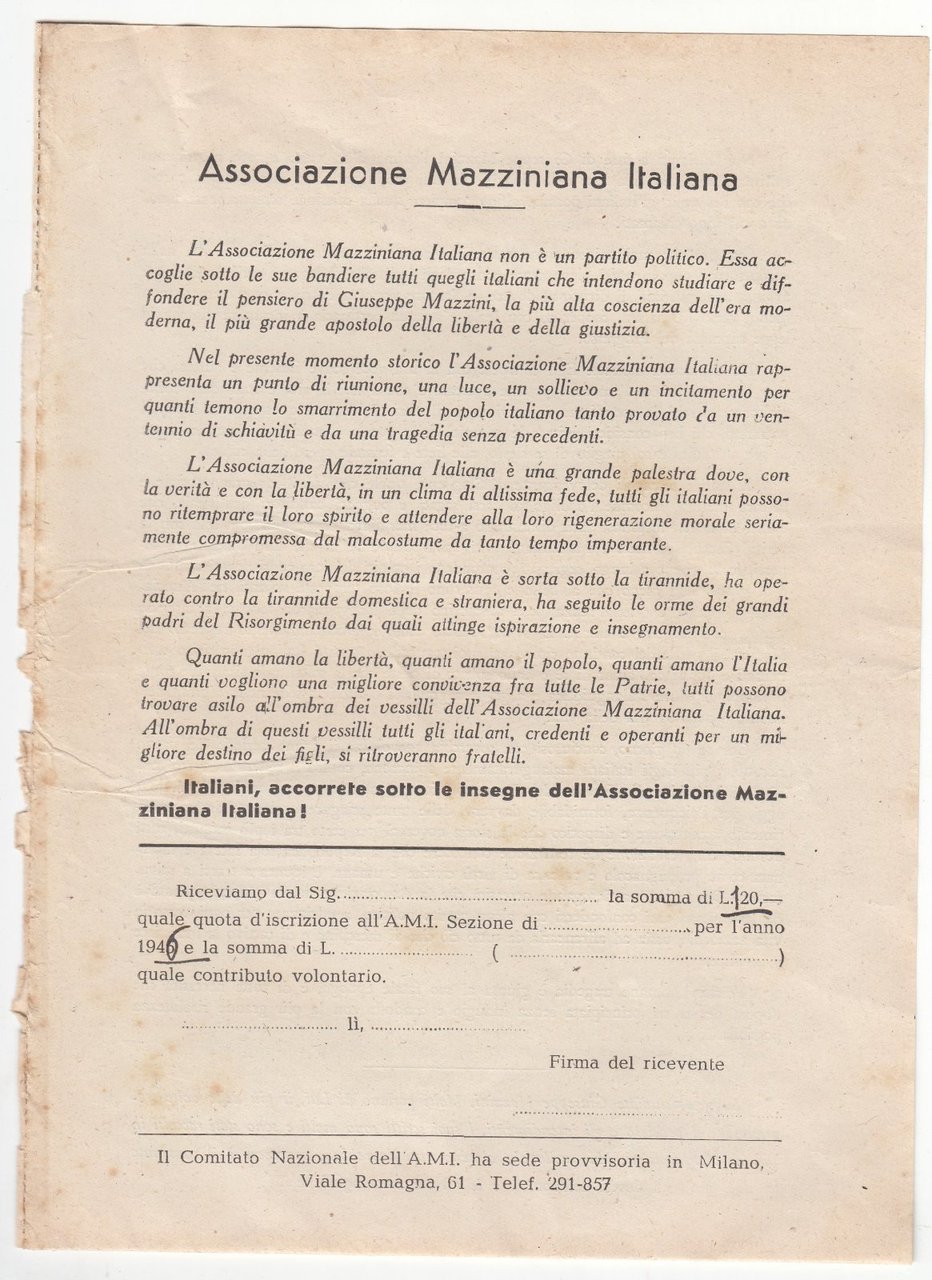 Associazione Mazziniana Italiana
L'Associazione Mazziniana Italiana non è un partito politico. Essa ac-
coglie sotto le sue bandiere tutti quegli italiani che intendono studiare e dif-
fondere il pensiero di Giuseppe Mazzini, la più alta coscienza dell'era mo-
derna, il più grande apostolo della libertà e della giustizia.
Nel presente momento storico l'Associazione Mazziniana Italiana rap-
presenta un punto di riunione, una luce, un sollievo e un incitamento per
quanti temono lo smarrimento del popolo italiano tanto provato da un ven-
tennio di schiavitù e da una tragedia senza precedenti.
L'Associazione Mazziniana Italiana è una grande palestra dove, con
la verità e con la libertà, in un clima di altissima fede, tutti gli italiani posso-
no ritemprare il loro spirito e attendere alla loro rigenerazione morale seria-
mente compromessa dal malcostume da tanto tempo imperante.
L'Associazione Mazziniana Italiana è sorta sotto la tirannide, ha ope-
rato contro la tirannide domestica e straniera, ha seguito le orme dei grandi
padri del Risorgimento dai quali attinge ispirazione e insegnamento.
Quanti amano la libertà, quanti amano il popolo, quanti amano l'Italia
e quanti vogliono una migliore convivenza fra tutte le Patrie, tutti possono
trovare asilo all'ombra dei vessilli dell'Associazione Mazziniana Italiana.
All'ombra di questi vessilli tutti gli italiani, credenti e operanti per un mi-
gliore destino dei figli, si ritroveranno fratelli.
Italiani, accorrete sotto le insegne dell'Associazione Maz-
ziniana Italiana!
Riceviamo dal Sig. la somma di L. 120,—
quale quota d'iscrizione all'A.M.I. Sezione di per l'anno
1946 e la somma di L. ( )
quale contributo volontario.
lì,
Firma del ricevente
Il Comitato Nazionale dell'A.M.I. ha sede provvisoria in Milano,
Viale Romagna, 61 - Telef. 291-857